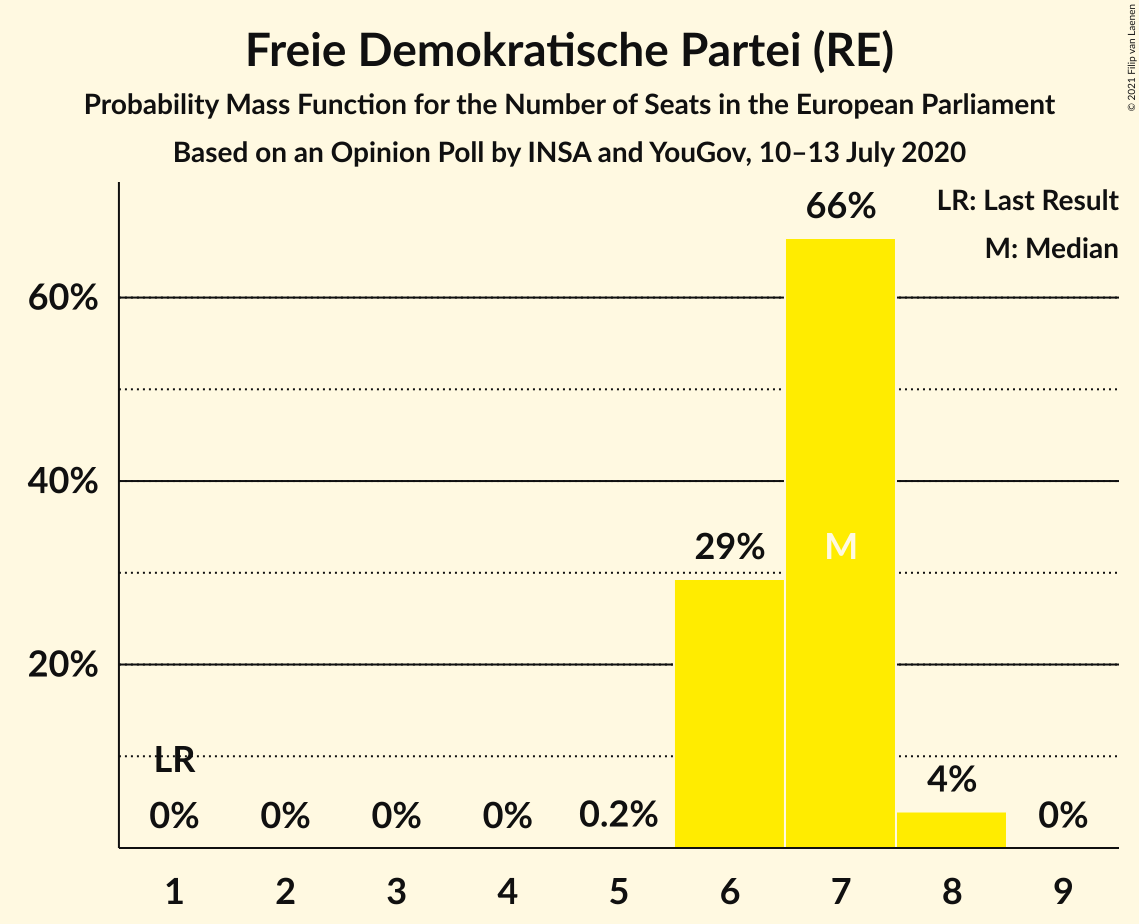 Freie Demokratische Partei (RE)
Probability Mass Function for the Number of Seats in the European Parliament
Based on an Opinion Poll by INSA and YouGov, 10–13 July 2020
© 2021 Filip van Laenen
LR: Last Result
M: Median
66%
60%
40%
29%
M
20%
LR
4%
0%
0%
0%
0%
0.2%
0%
1
2
3
4
5
6
7
8
9